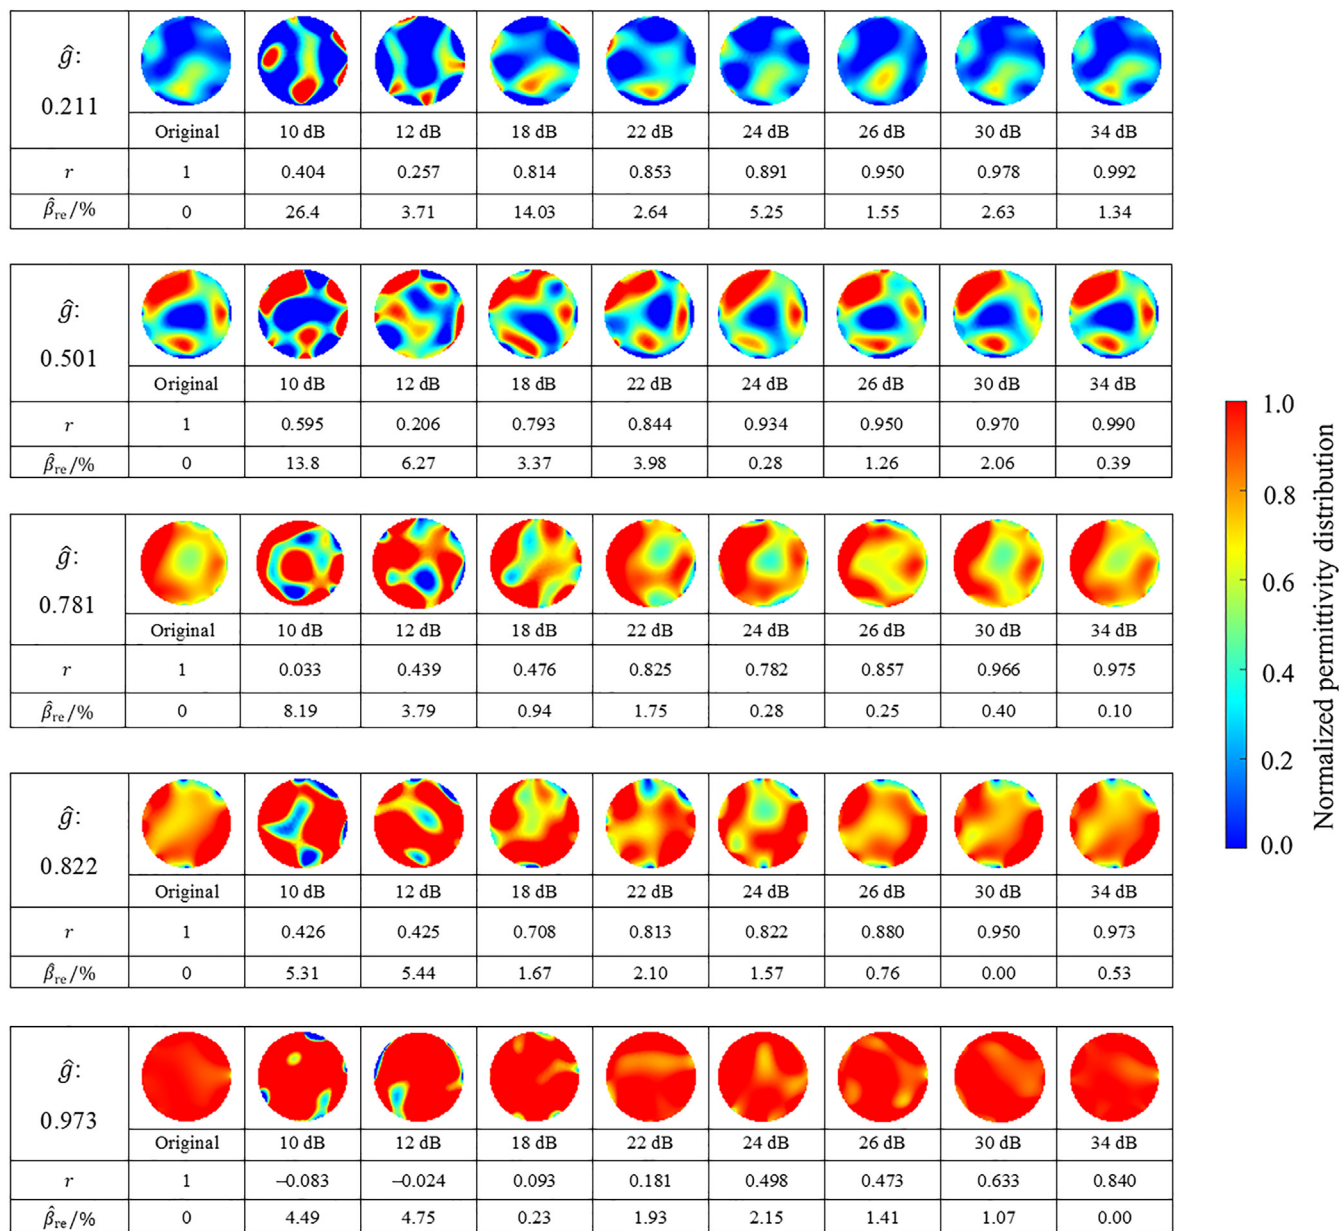 ĝ:
0.211
Original 10 dB 12 dB 18 dB 22 dB 24 dB 26 dB 30 dB 34 dB
r 1 0.404 0.257 0.814 0.853 0.891 0.950 0.978 0.992
β̂re/% 0 26.4 3.71 14.03 2.64 5.25 1.55 2.63 1.34
ĝ:
0.501
Original 10 dB 12 dB 18 dB 22 dB 24 dB 26 dB 30 dB 34 dB
r 1 0.595 0.206 0.793 0.844 0.934 0.950 0.970 0.990
β̂re/% 0 13.8 6.27 3.37 3.98 0.28 1.26 2.06 0.39
ĝ:
0.781
Original 10 dB 12 dB 18 dB 22 dB 24 dB 26 dB 30 dB 34 dB
r 1 0.033 0.439 0.476 0.825 0.782 0.857 0.966 0.975
β̂re/% 0 8.19 3.79 0.94 1.75 0.28 0.25 0.40 0.10
ĝ:
0.822
Original 10 dB 12 dB 18 dB 22 dB 24 dB 26 dB 30 dB 34 dB
r 1 0.426 0.425 0.708 0.813 0.822 0.880 0.950 0.973
β̂re/% 0 5.31 5.44 1.67 2.10 1.57 0.76 0.00 0.53
ĝ:
0.973
Original 10 dB 12 dB 18 dB 22 dB 24 dB 26 dB 30 dB 34 dB
r 1 −0.083 −0.024 0.093 0.181 0.498 0.473 0.633 0.840
β̂re/% 0 4.49 4.75 0.23 1.93 2.15 1.41 1.07 0.00
1.0
0.8
0.6
0.4
0.2
0.0
Normalized permittivity distribution